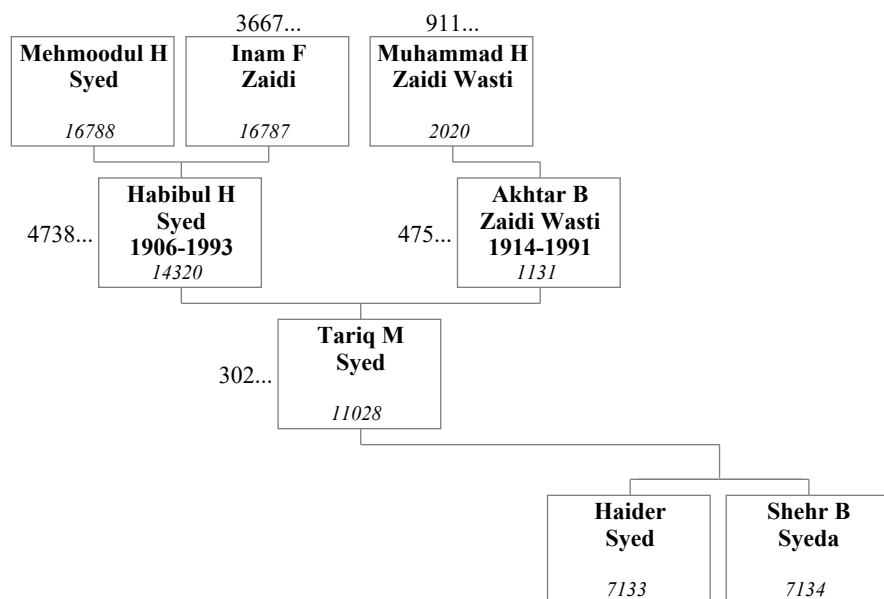 3667...
911...
Mehmoodul H
Syed
16788
Inam F
Zaidi
16787
Muhammad H
Zaidi Wasti
2020
4738...
Habibul H
Syed
1906-1993
14320
475...
Akhtar B
Zaidi Wasti
1914-1991
1131
302...
Tariq M
Syed
11028
Haider
Syed
7133
Shehr B
Syeda
7134